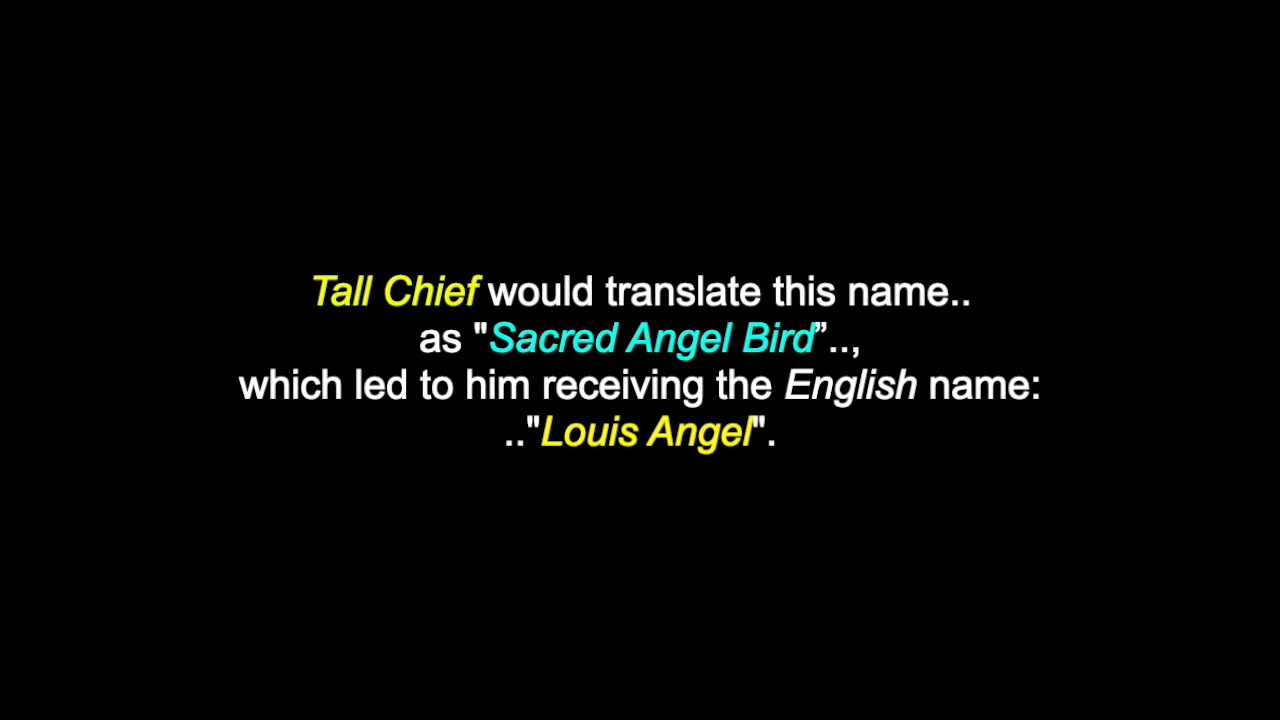 Tall Chief would translate this name..
as "Sacred Angel Bird”..,
which led to him receiving the English name:
.."Louis Angel".